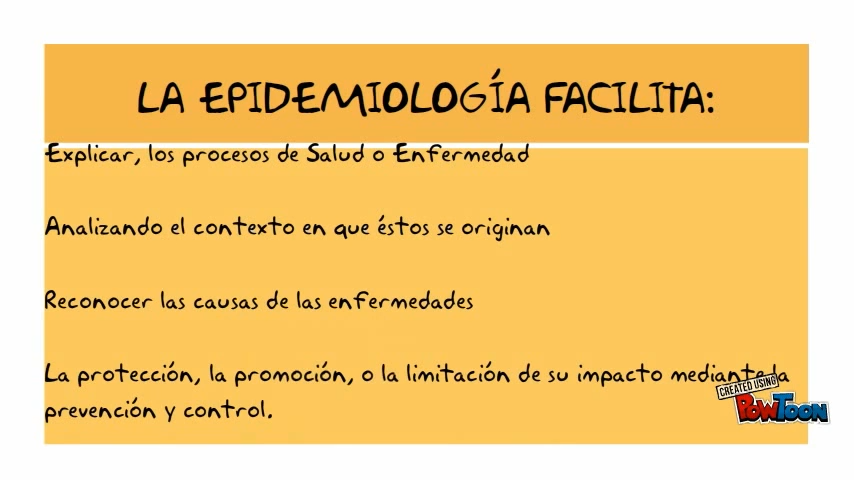 LA EPIDEMIOLOGÍA FACILITA:
Explicar, los procesos de Salud o Enfermedad
Analizando el contexto en que éstos se originan
Reconocer las causas de las enfermedades
La protección, la promoción, o la limitación de su impacto mediante la
prevención y control.
CREATED USING
POWTOON